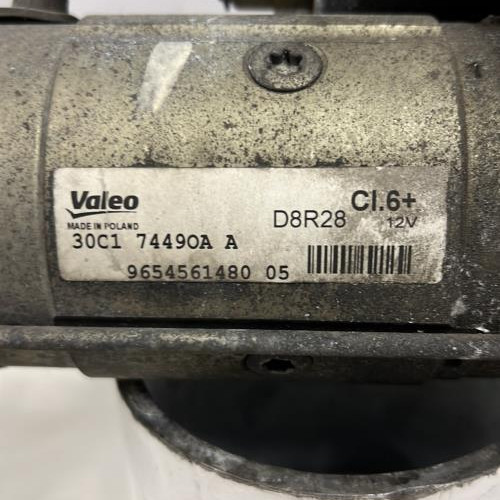 Valeo
MADE IN POLAND
D8R28
Cl.6+
12V
30C1 74490A A
9654561480 05